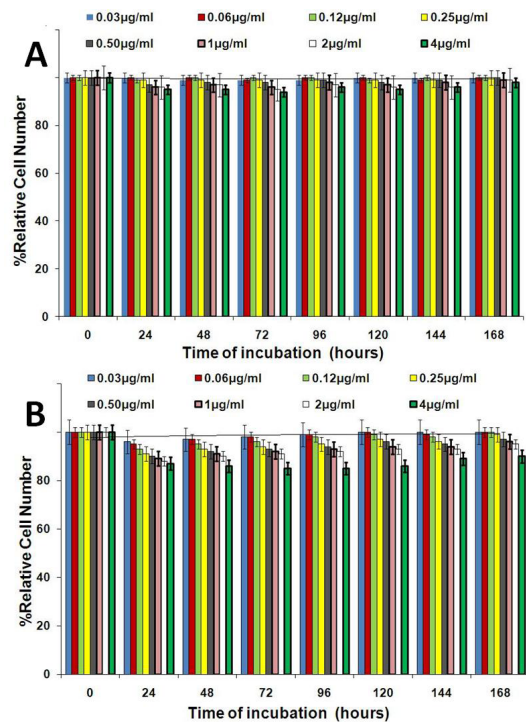 0.03µg/ml 0.06µg/ml 0.12µg/ml 0.25µg/ml
0.50µg/ml 1µg/ml 2µg/ml 4µg/ml
A
%Relative Cell Number
80
60
40
20
0
0 24 48 72 96 120 144 168
Time of incubation (hours)
0.03µg/ml 0.06µg/ml 0.12µg/ml 0.25µg/ml
0.50µg/ml 1µg/ml 2µg/ml 4µg/ml
B
%Relative Cell Number
80
60
40
20
0
0 24 48 72 96 120 144 168
Time of incubation (hours)